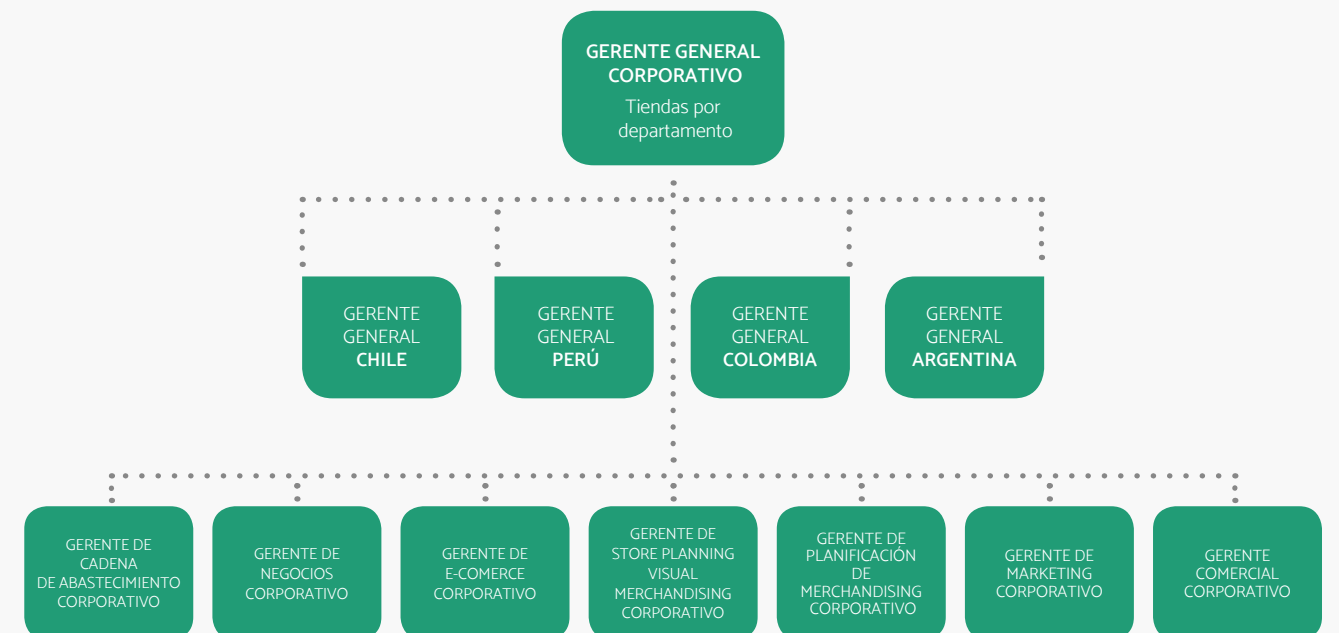 GERENTE GENERAL
CORPORATIVO
Tiendas por
departamento
GERENTE
GENERAL
CHILE
GERENTE
GENERAL
PERÚ
GERENTE
GENERAL
COLOMBIA
GERENTE
GENERAL
ARGENTINA
GERENTE DE
CADENA
DE ABASTECIMIENTO
CORPORATIVO
GERENTE DE
NEGOCIOS
CORPORATIVO
GERENTE DE
E-COMERCE
CORPORATIVO
GERENTE DE
STORE PLANNING
VISUAL
MERCHANDISING
CORPORATIVO
GERENTE DE
PLANIFICACIÓN
DE
MERCHANDISING
CORPORATIVO
GERENTE DE
MARKETING
CORPORATIVO
GERENTE
COMERCIAL
CORPORATIVO